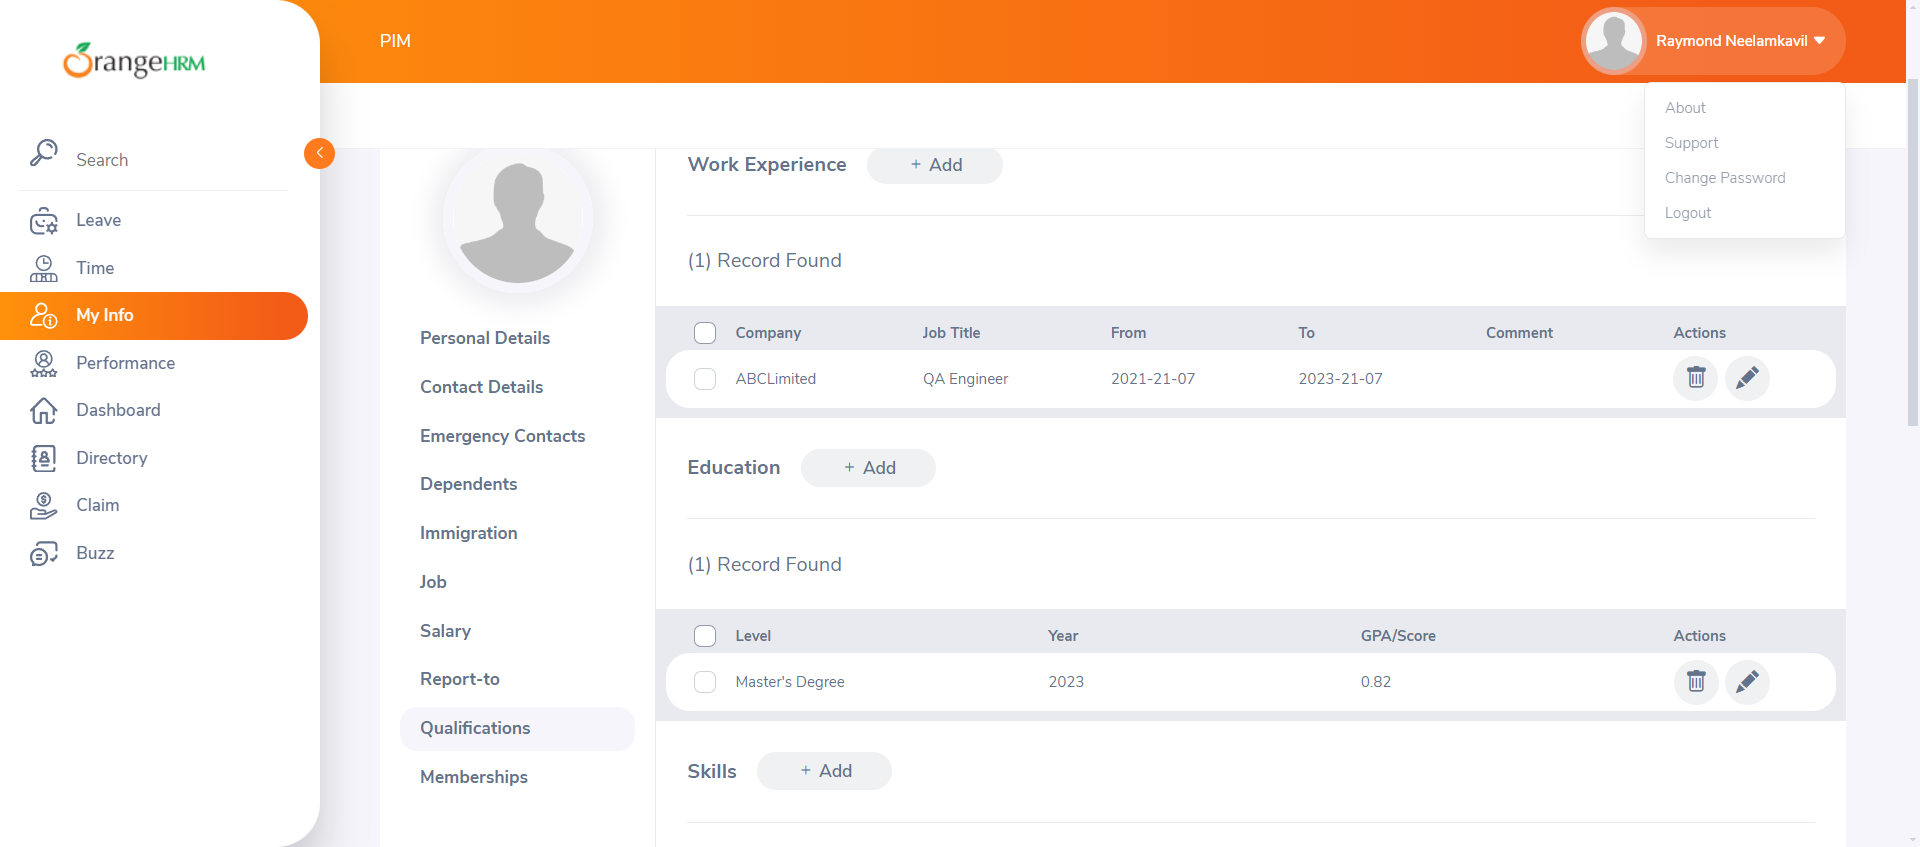 OrangeHRM
PIM
Raymond Neelamkavil
About
Support
Change Password
Logout
Search
Leave
Time
My Info
Performance
Dashboard
Directory
Claim
Buzz
Personal Details
Contact Details
Emergency Contacts
Dependents
Immigration
Job
Salary
Report-to
Qualifications
Memberships
Work Experience + Add
(1) Record Found
Company Job Title From To Comment Actions
ABCLimited QA Engineer 2021-21-07 2023-21-07
Education + Add
(1) Record Found
Level Year GPA/Score Actions
Master's Degree 2023 0.82
Skills + Add